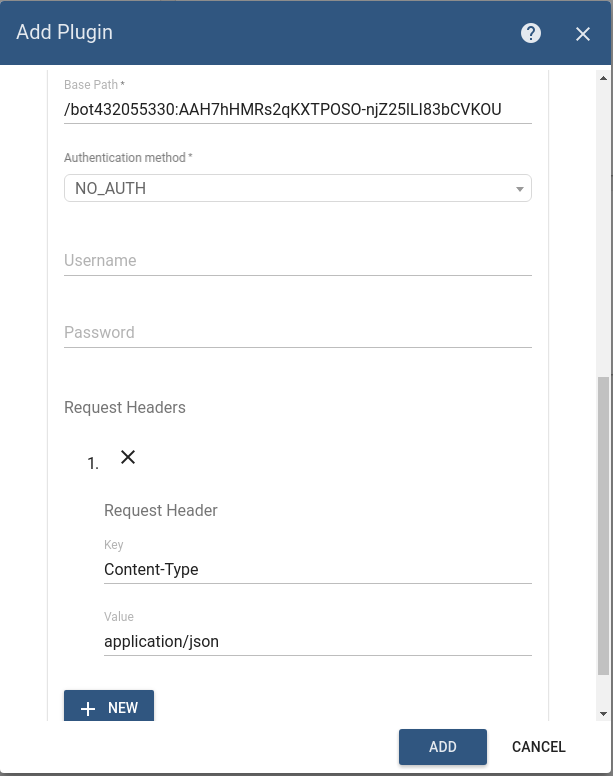 Add Plugin
Base Path *
/bot432055330:AAH7hHMRs2qKXTPOSO-njZ25ILI83bCVKOU
Authentication method *
NO_AUTH
Username
Password
Request Headers
1.
Request Header
Key
Content-Type
Value
application/json
NEW
ADD
CANCEL